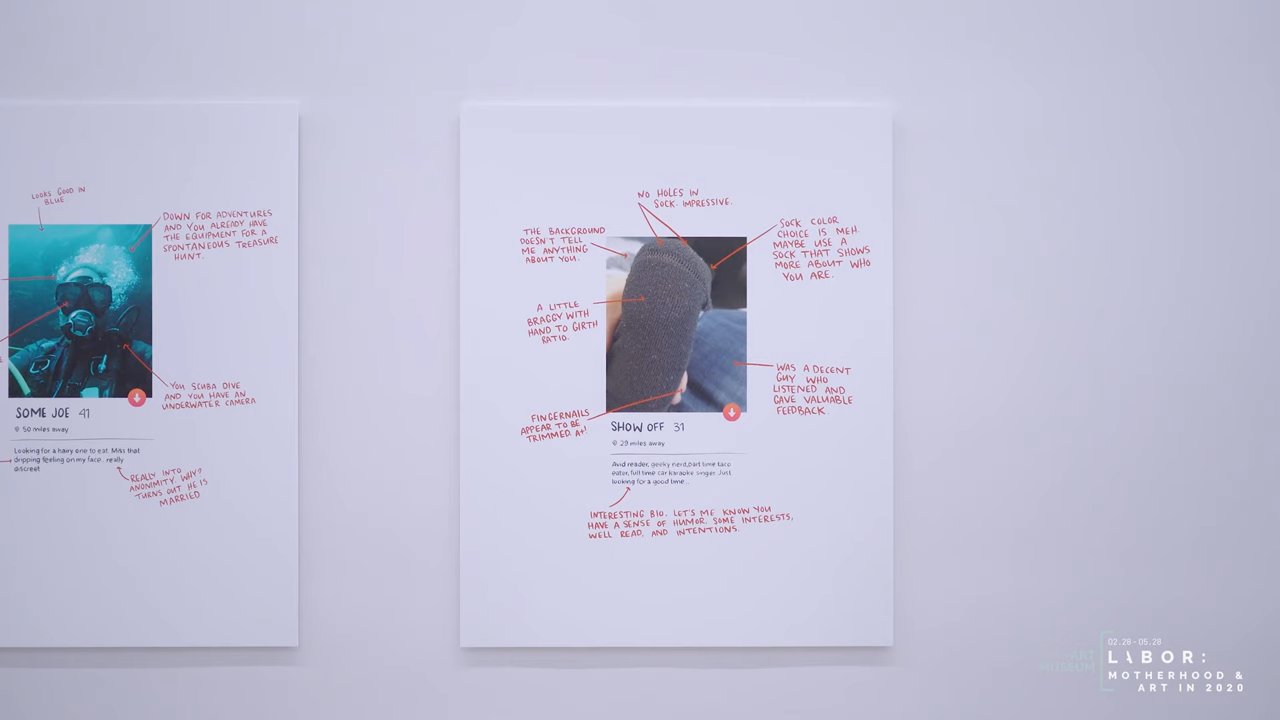 LOOKS GOOD IN
BLUE.
DOWN FOR ADVENTURES
AND YOU ALREADY HAVE
THE EQUIPMENT FOR A
SPONTANEOUS TREASURE
HUNT.
YOU SCUBA DIVE
AND YOU HAVE AN
UNDERWATER CAMERA
SOME JOE 41
50 miles away
Looking for a hairy one to eat. Miss that
dripping feeling on my face.. really
discreet
REALLY INTO
ANONIMITY. WHY?
TURNS OUT HE IS
MARRIED
NO HOLES IN
SOCK. IMPRESSIVE.
THE BACKGROUND
DOESN'T TELL
ME ANYTHING
ABOUT YOU.
SOCK COLOR
CHOICE IS MEH.
MAYBE USE A
SOCK THAT SHOWS
MORE ABOUT WHO
YOU ARE.
A LITTLE
BRAGGY WITH
HAND TO GIRTH
RATIO.
WAS A DECENT
GUY WHO
LISTENED AND
GAVE VALUABLE
FEEDBACK.
FINGERNAILS
APPEAR TO BE
TRIMMED. A+!
SHOW OFF 31
29 miles away
Avid reader, geeky nerd,part time taco
eater, full time car karaoke singer. Just
looking for a good time...
INTERESTING BIO. LET'S ME KNOW YOU
HAVE A SENSE OF HUMOR. SOME INTERESTS,
WELL READ, AND INTENTIONS.
ART
MUSEUM
02.28-05.28
LABOR:
MOTHERHOOD &
ART IN 2020